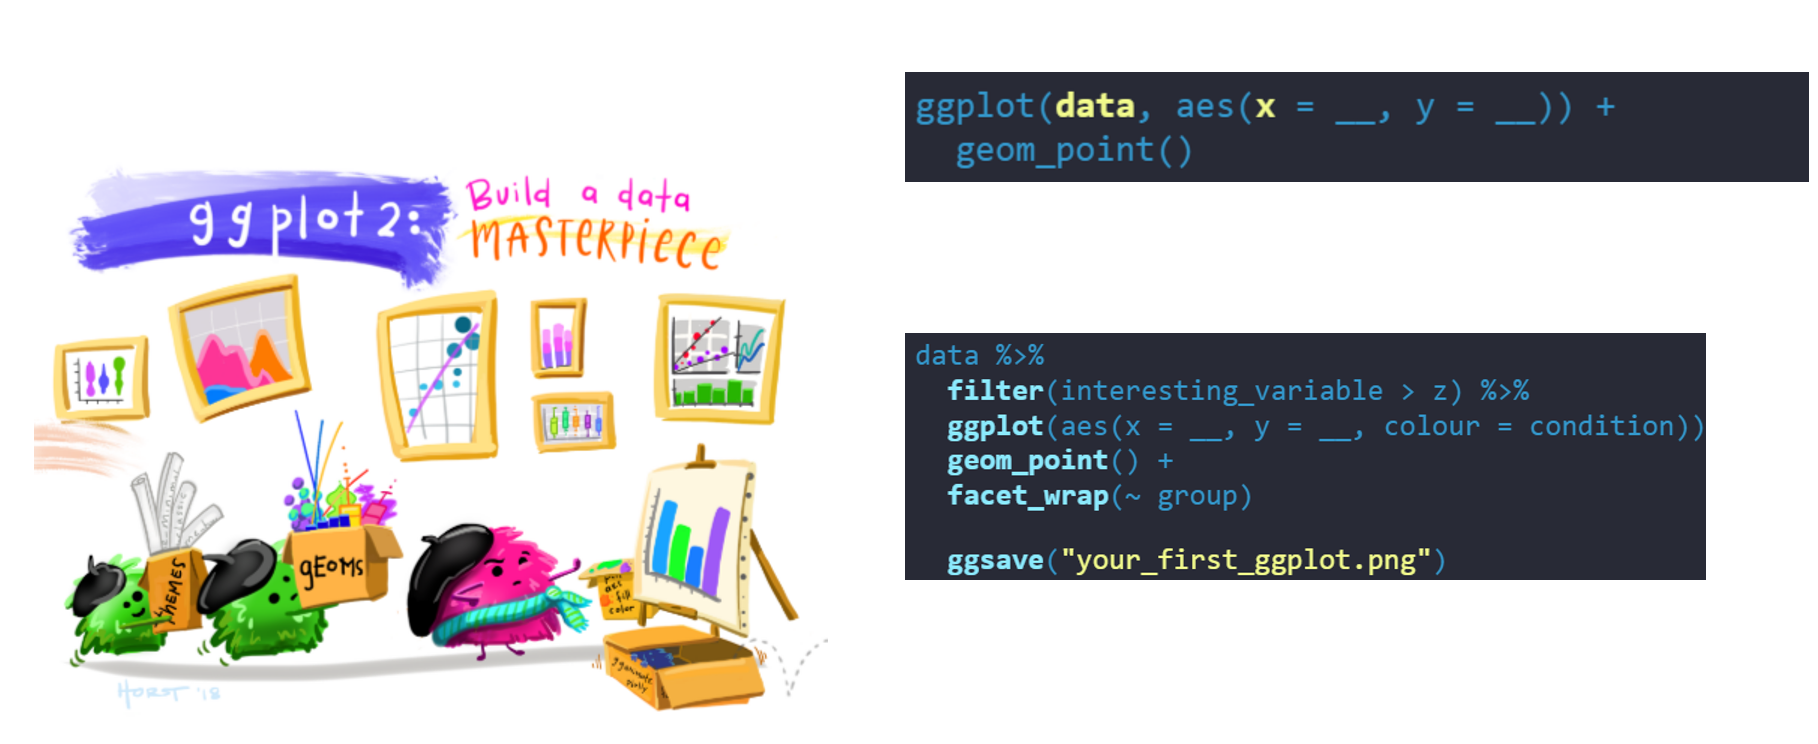 ggplot2:
Build a data
MASTERPIECE
THEMES
GEOMS
color
HORST '18
ggplot(data, aes(x = __, y = __)) +
geom_point()
data %>%
filter(interesting_variable > z) %>%
ggplot(aes(x = __, y = __, colour = condition))
geom_point() +
facet_wrap(~ group)
ggsave("your_first_ggplot.png")